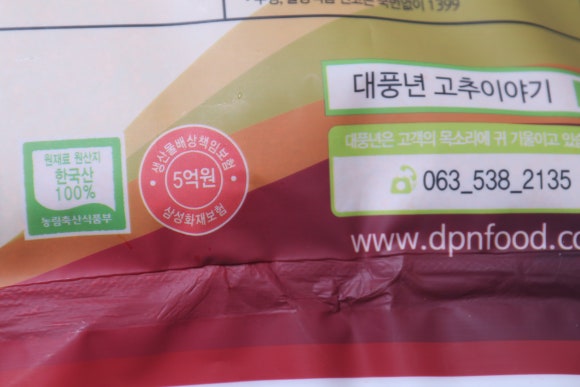 없이 1399
대풍년 고추이야기
대풍년은 고객의 목소리에 귀 기울이고
063_538_2135
www.dpnfood.c
원재료 원산지
한국산
100%
농림축산식품부
생산물배상책임보험
5억원
삼성화재보험